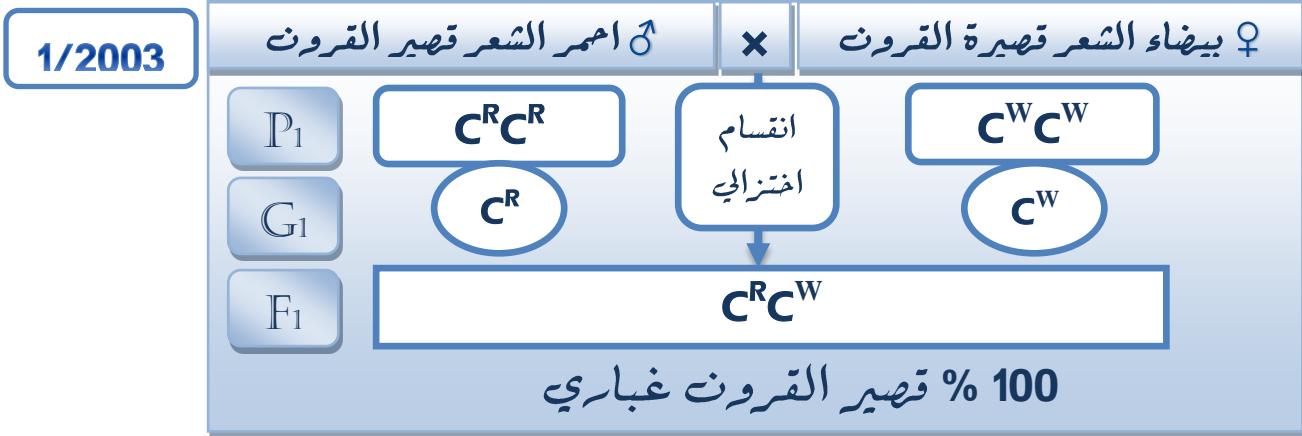 1/2003
♀ بيضاء الشعر قصيرة القرون × ♂ احمر الشعر قصير القرون
P1 CᴿCᴿ انقسام اختزالي CᵂCᵂ
G1 Cᴿ Cᵂ
F1 CᴿCᵂ
100 % قصير القرون غباري